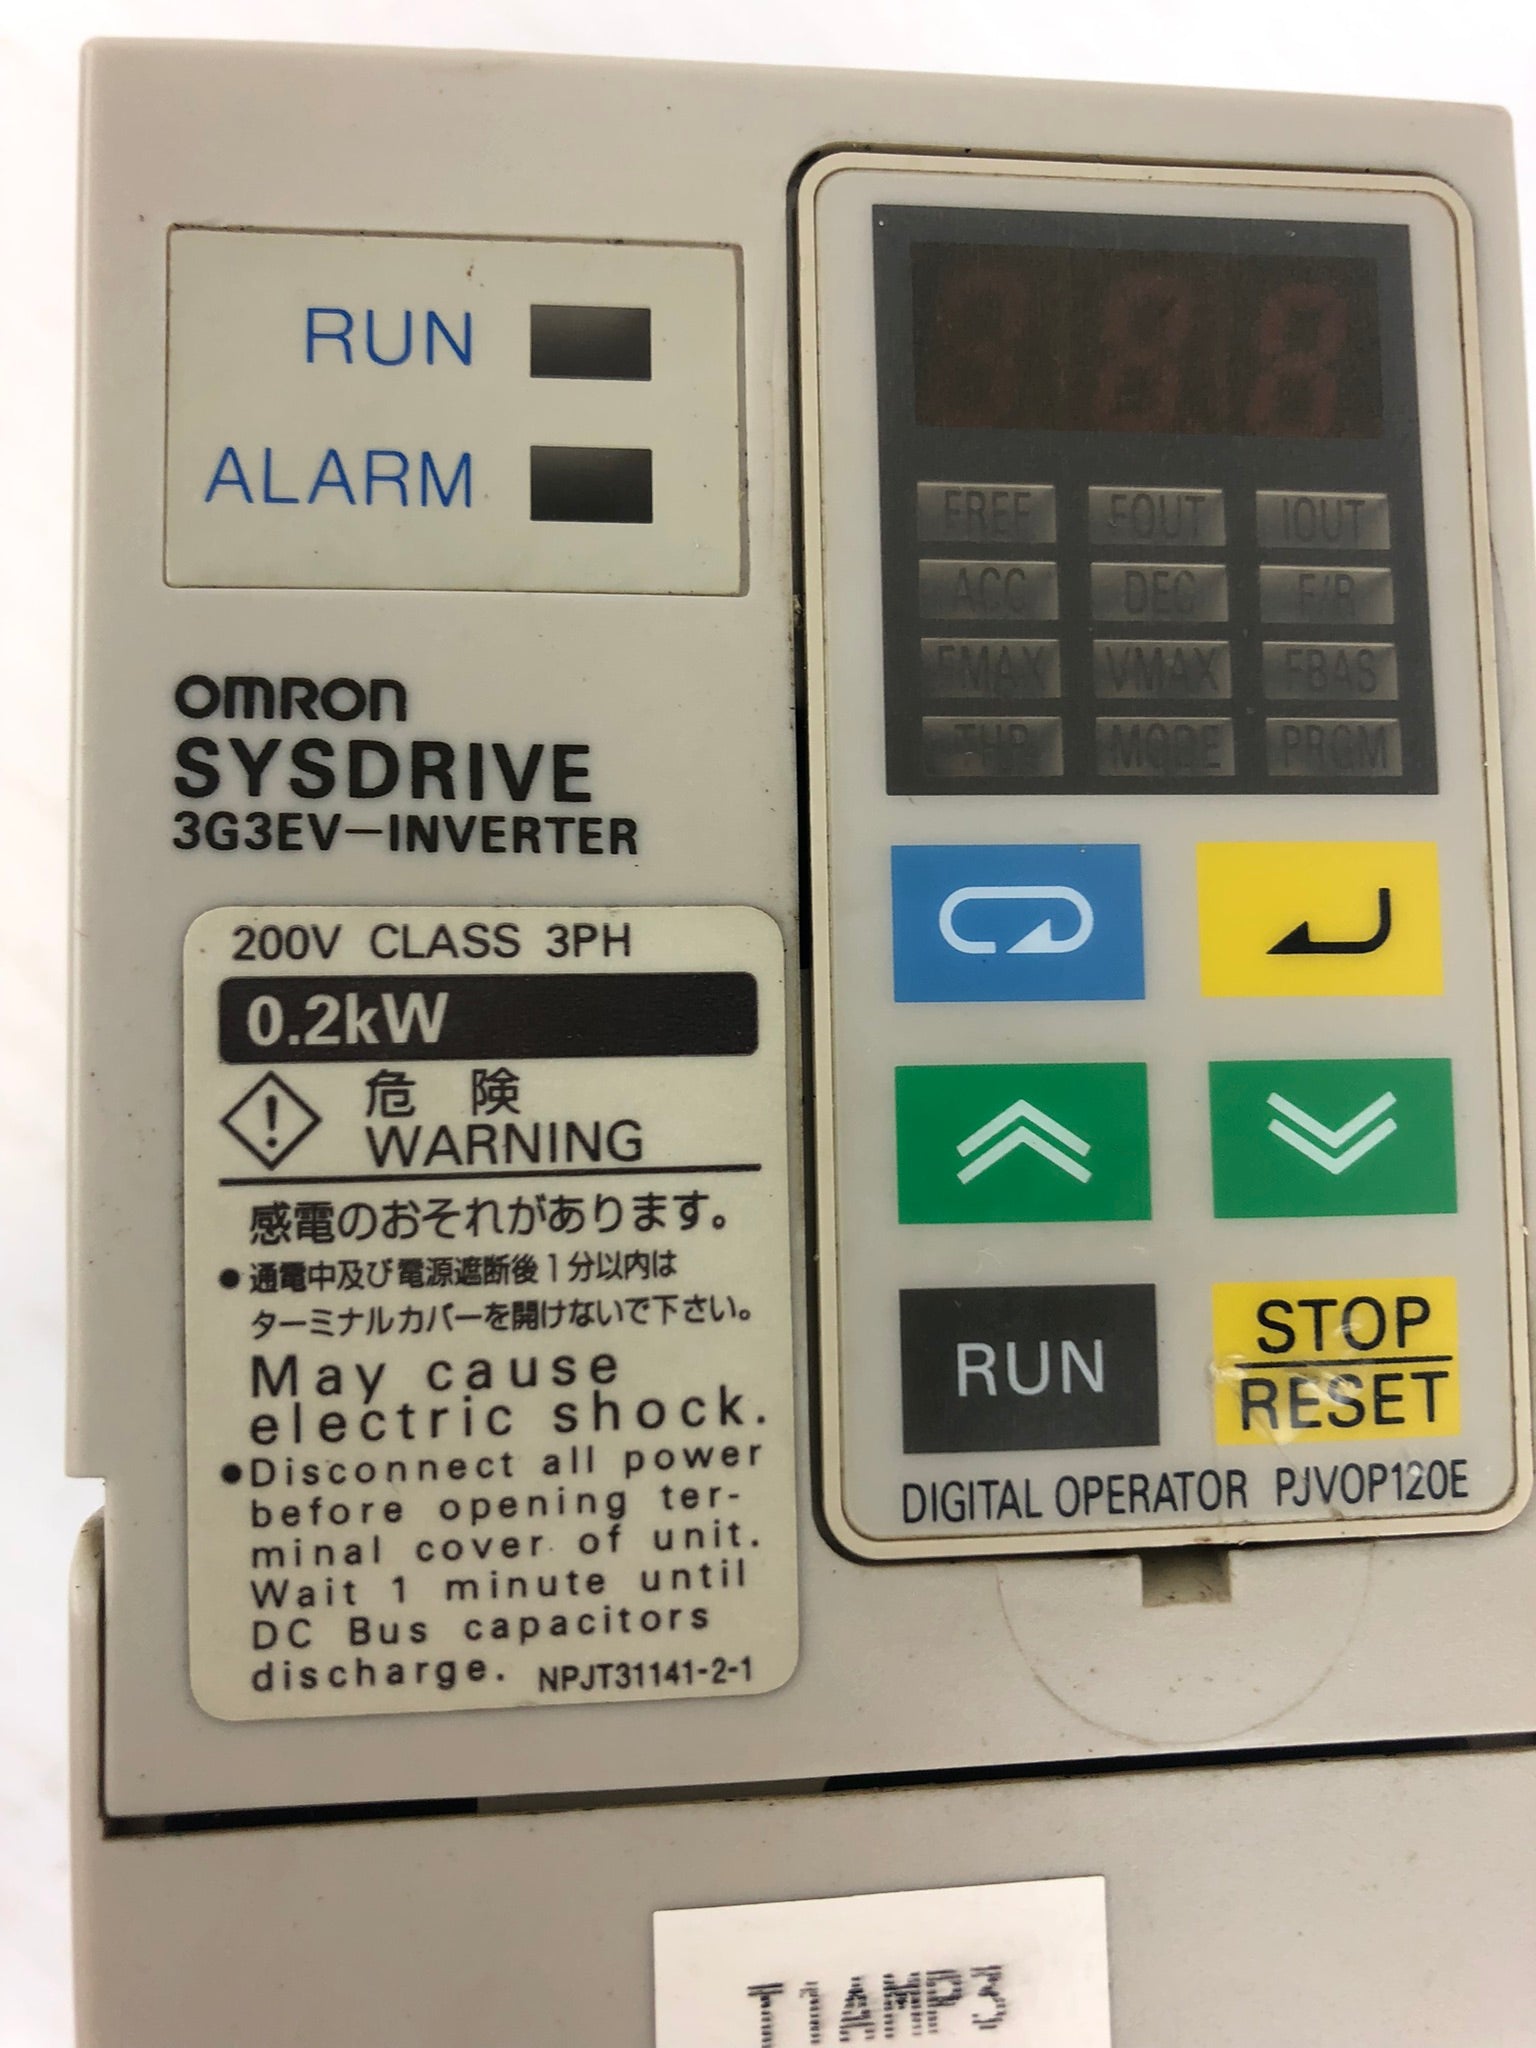 RUN
ALARM
OMRON
SYSDRIVE
3G3EV-INVERTER
200V CLASS 3PH
0.2kW
危 険
WARNING
感電のおそれがあります。
●通電中及び電源遮断後1分以内は
ターミナルカバーを開けないで下さい。
May cause
electric shock.
●Disconnect all power
before opening ter-
minal cover of unit.
Wait 1 minute until
DC Bus capacitors
discharge. NPJT31141-2-1
FREF FOUT IOUT
ACC DEC F/R
FMAX VMAX FBAS
THR MODE PRGM
RUN
STOP
RESET
DIGITAL OPERATOR PJVOP120E